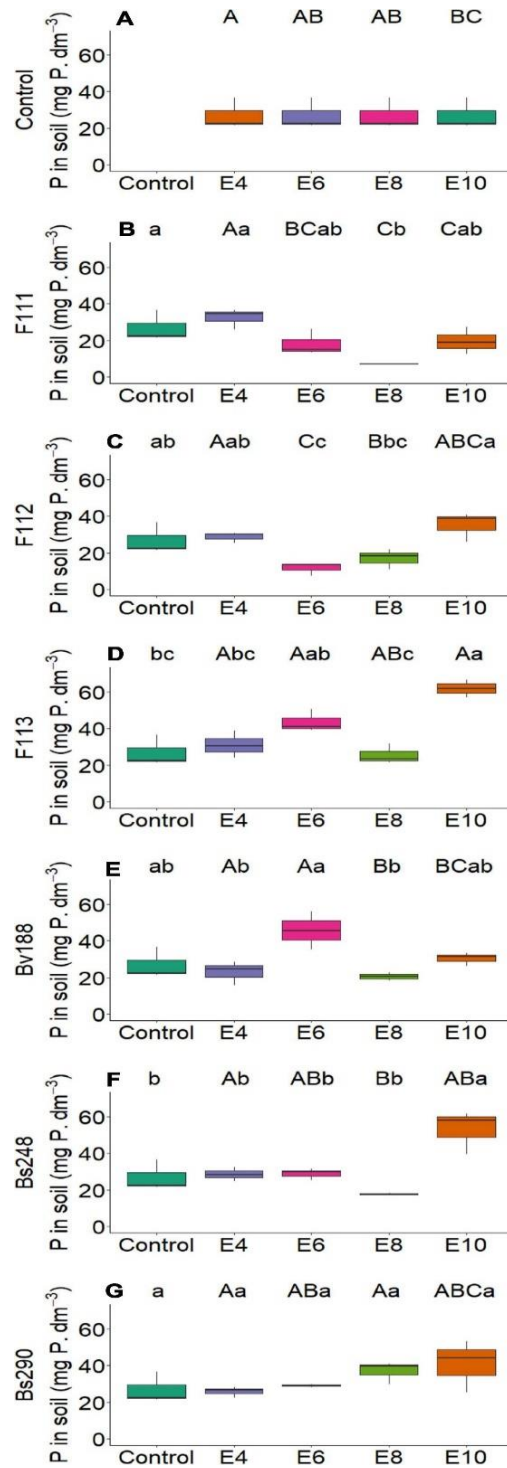 A A AB AB BC
Control
P in soil (mg P. dm⁻³)
60
40
20
0
Control E4 E6 E8 E10
B a Aa BCab Cb Cab
F111
P in soil (mg P. dm⁻³)
60
40
20
0
Control E4 E6 E8 E10
C ab Aab Cc Bbc ABCa
F112
P in soil (mg P. dm⁻³)
60
40
20
0
Control E4 E6 E8 E10
D bc Abc Aab ABc Aa
F113
P in soil (mg P. dm⁻³)
60
40
20
0
Control E4 E6 E8 E10
E ab Ab Aa Bb BCab
Bv188
P in soil (mg P. dm⁻³)
60
40
20
0
Control E4 E6 E8 E10
F b Ab ABb Bb ABa
Bs248
P in soil (mg P. dm⁻³)
60
40
20
0
Control E4 E6 E8 E10
G a Aa ABa Aa ABCa
Bs290
P in soil (mg P. dm⁻³)
60
40
20
0
Control E4 E6 E8 E10